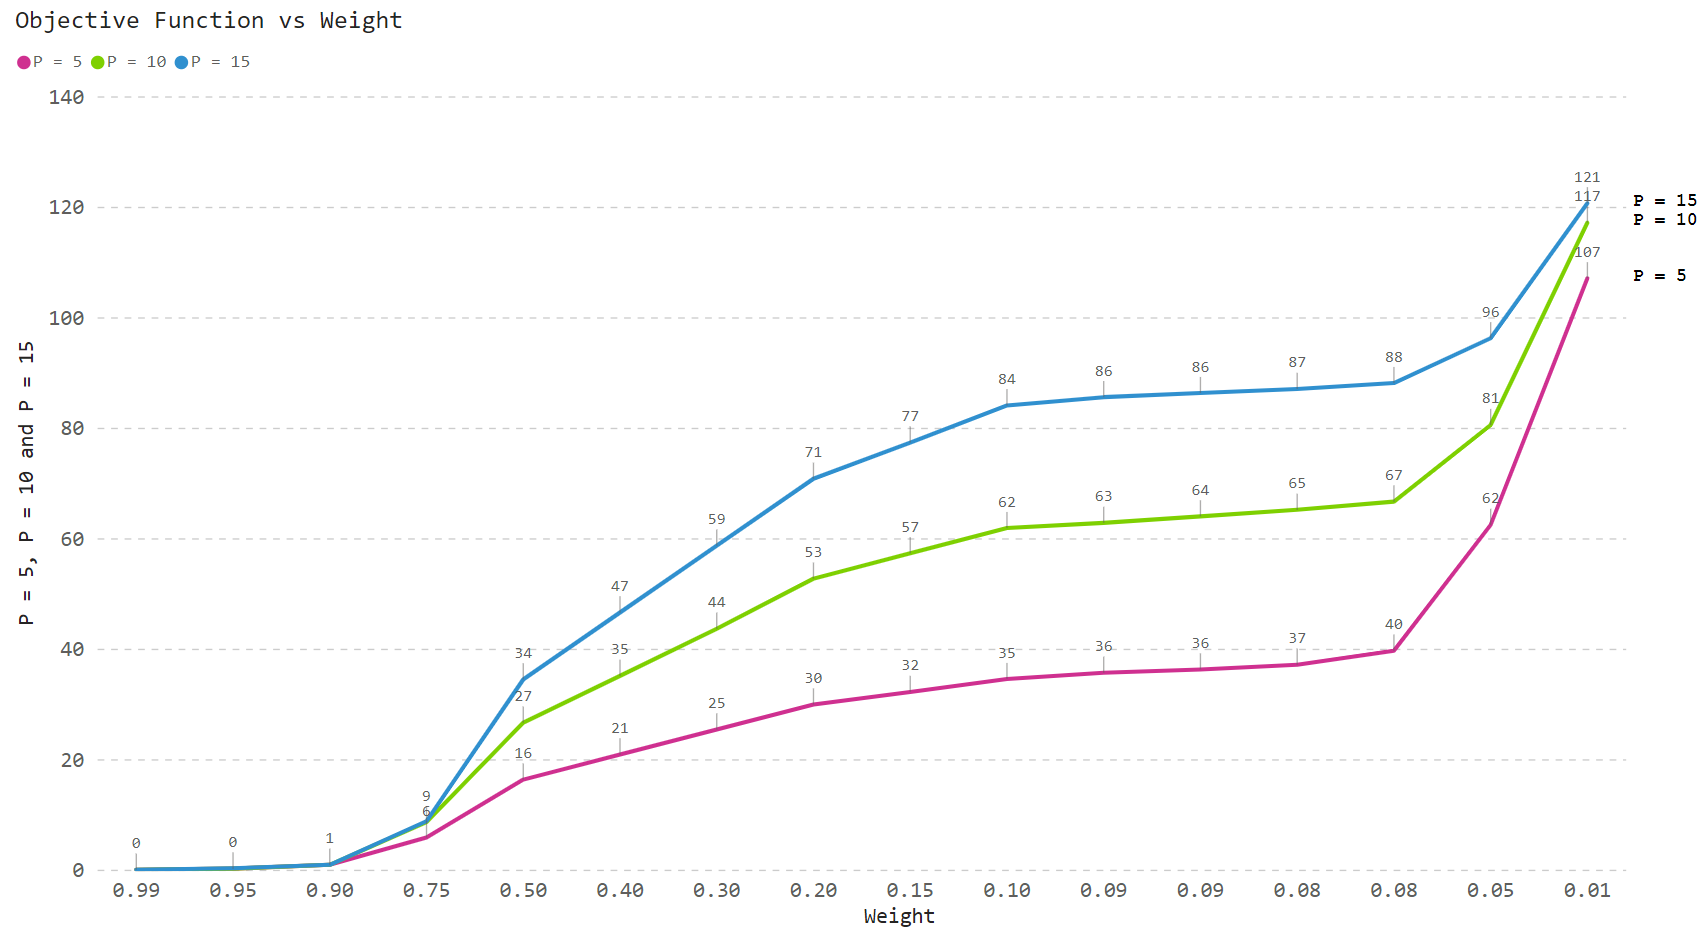 Objective Function vs Weight
P = 5 P = 10 P = 15
140
120
100
80
60
40
20
0
P = 5, P = 10 and P = 15
0 0 1 9 34 47 59 71 77 84 86 86 87 88 96 121
27 35 44 53 57 62 63 64 65 67 81 117
6 16 21 25 30 32 35 36 36 37 40 62 107
P = 15
P = 10
P = 5
0.99 0.95 0.90 0.75 0.50 0.40 0.30 0.20 0.15 0.10 0.09 0.09 0.08 0.08 0.05 0.01
Weight